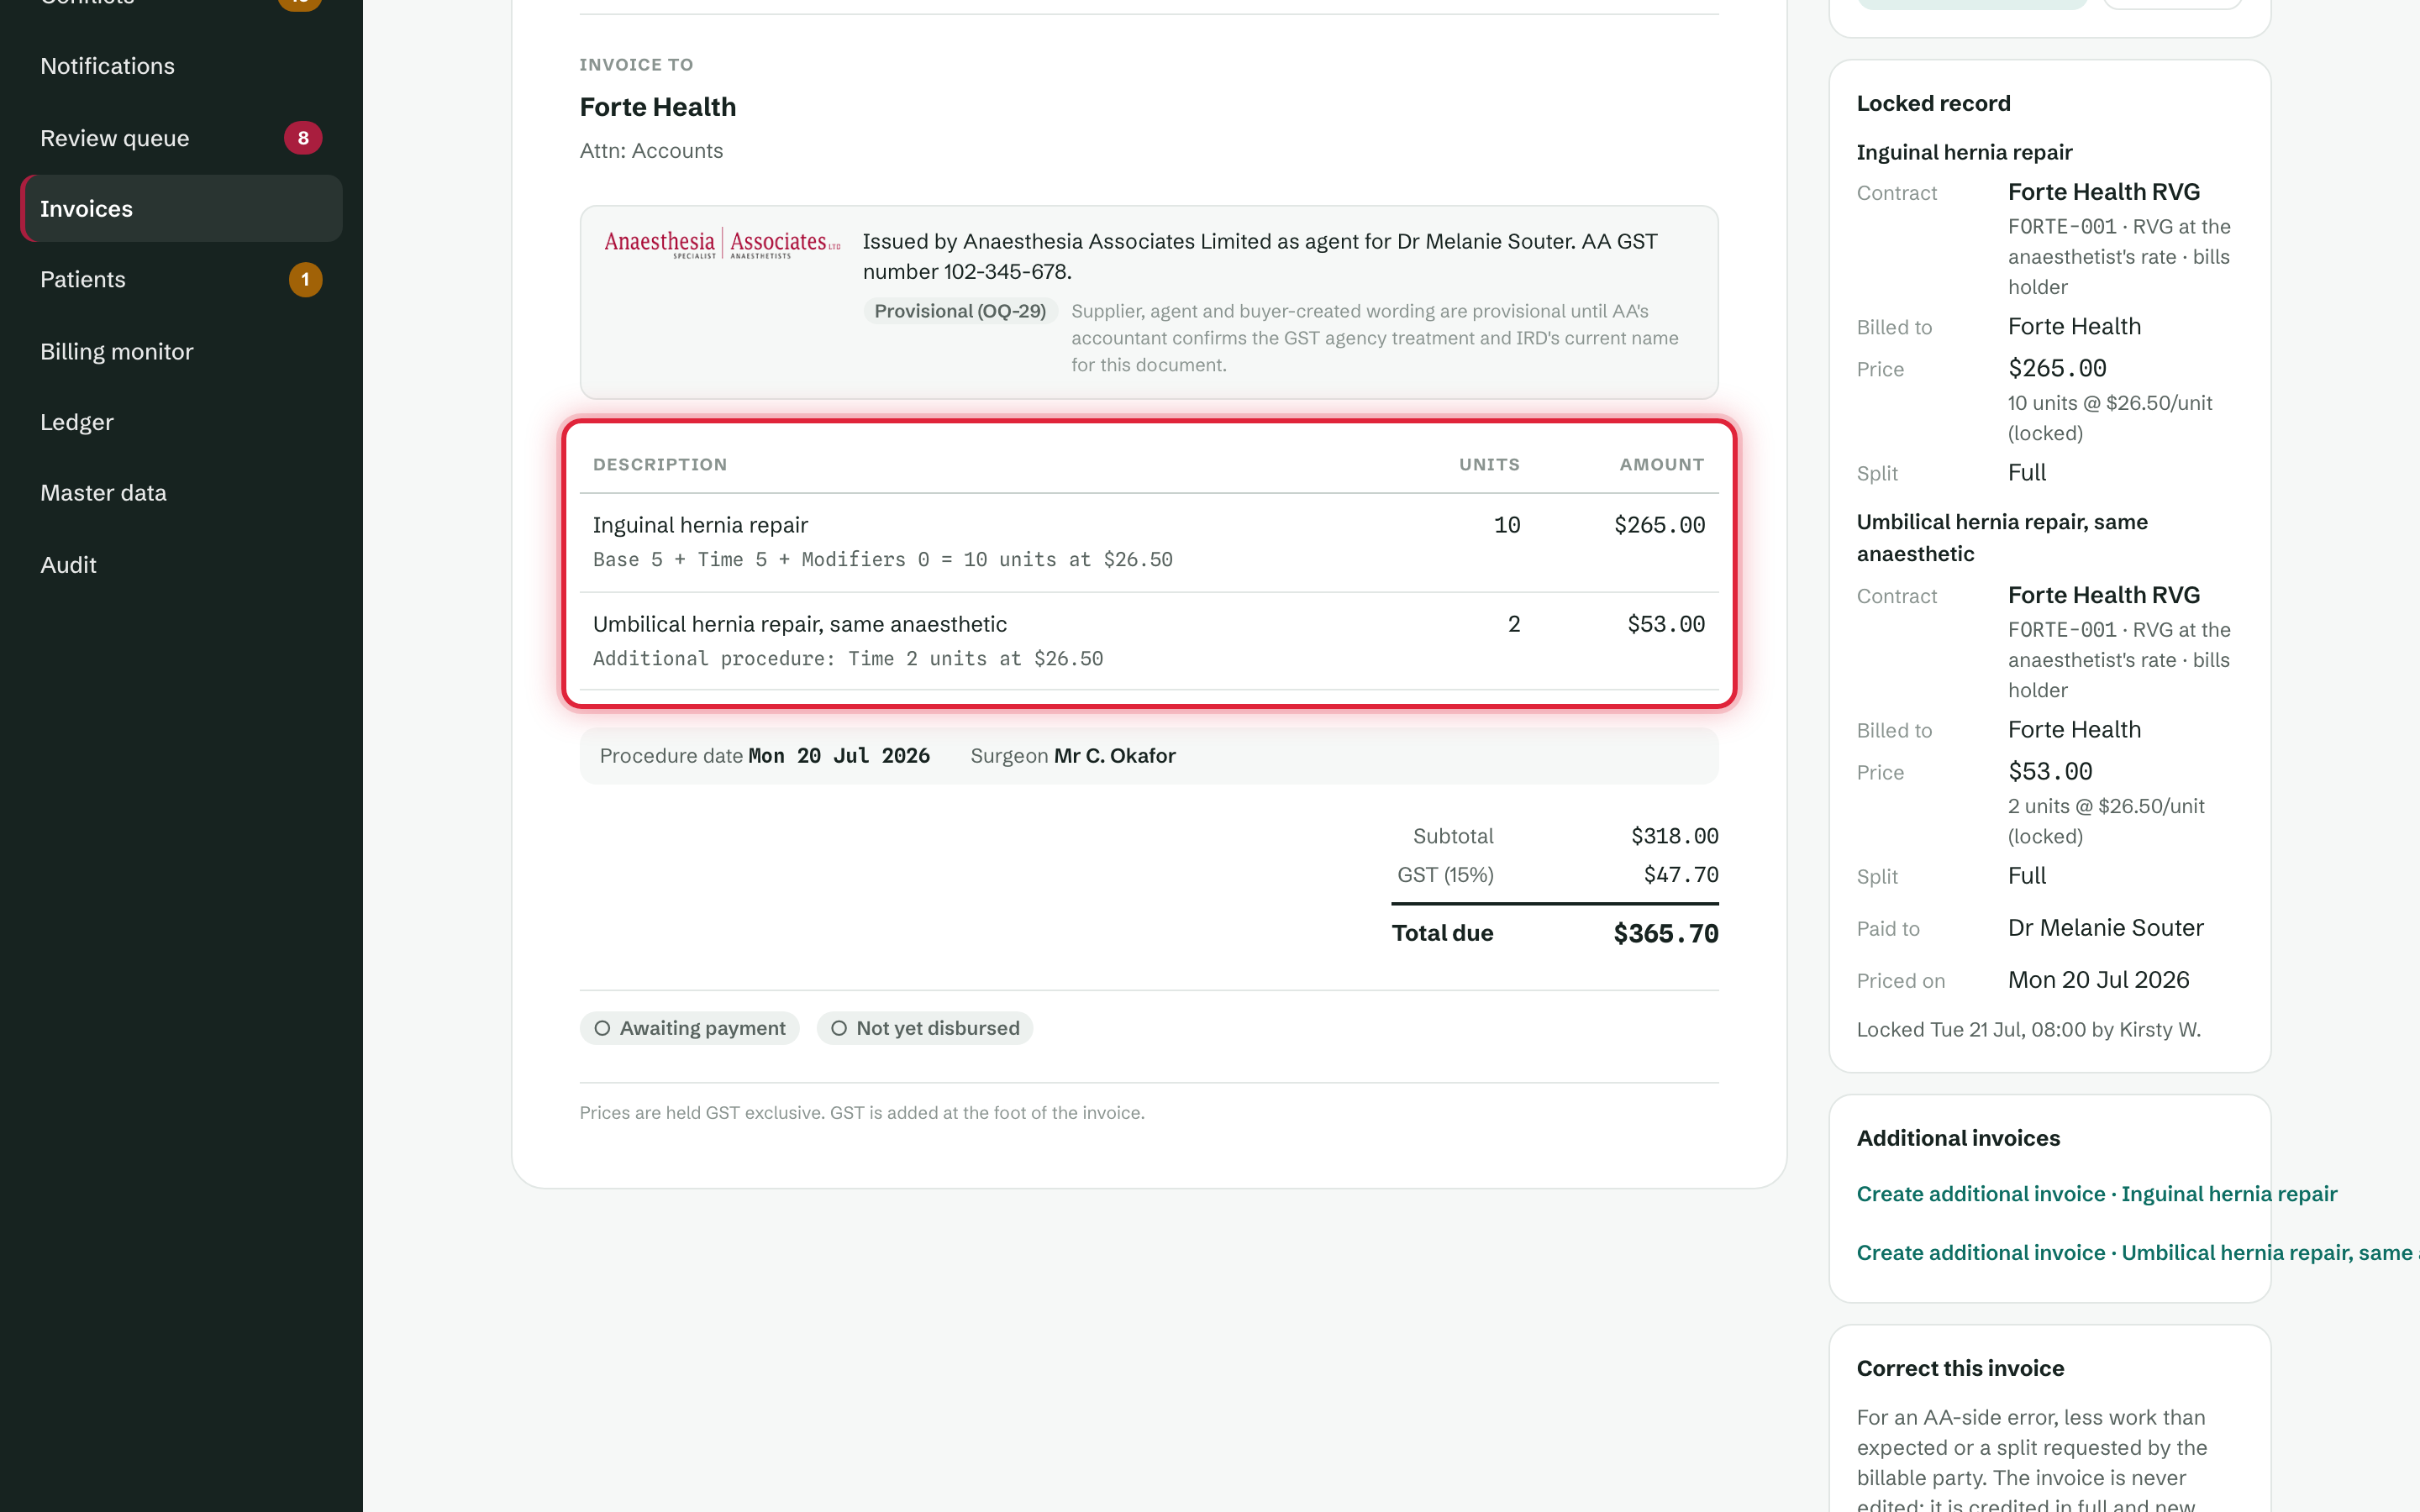 Notifications
Review queue 8
Invoices
Patients 1
Billing monitor
Ledger
Master data
Audit
INVOICE TO
Forte Health
Attn: Accounts
Anaesthesia Associates LTD
SPECIALIST ANAESTHETISTS
Issued by Anaesthesia Associates Limited as agent for Dr Melanie Souter. AA GST
number 102-345-678.
Provisional (OQ-29) Supplier, agent and buyer-created wording are provisional until AA's
accountant confirms the GST agency treatment and IRD's current name
for this document.
DESCRIPTION UNITS AMOUNT
Inguinal hernia repair 10 $265.00
Base 5 + Time 5 + Modifiers 0 = 10 units at $26.50
Umbilical hernia repair, same anaesthetic 2 $53.00
Additional procedure: Time 2 units at $26.50
Procedure date Mon 20 Jul 2026 Surgeon Mr C. Okafor
Subtotal $318.00
GST (15%) $47.70
Total due $365.70
Awaiting payment Not yet disbursed
Prices are held GST exclusive. GST is added at the foot of the invoice.
Locked record
Inguinal hernia repair
Contract Forte Health RVG
FORTE-001 · RVG at the
anaesthetist's rate · bills
holder
Billed to Forte Health
Price $265.00
10 units @ $26.50/unit
(locked)
Split Full
Umbilical hernia repair, same
anaesthetic
Contract Forte Health RVG
FORTE-001 · RVG at the
anaesthetist's rate · bills
holder
Billed to Forte Health
Price $53.00
2 units @ $26.50/unit
(locked)
Split Full
Paid to Dr Melanie Souter
Priced on Mon 20 Jul 2026
Locked Tue 21 Jul, 08:00 by Kirsty W.
Additional invoices
Create additional invoice · Inguinal hernia repair
Create additional invoice · Umbilical hernia repair, same
Correct this invoice
For an AA-side error, less work than
expected or a split requested by the
billable party. The invoice is never
edited; it is credited in full and new